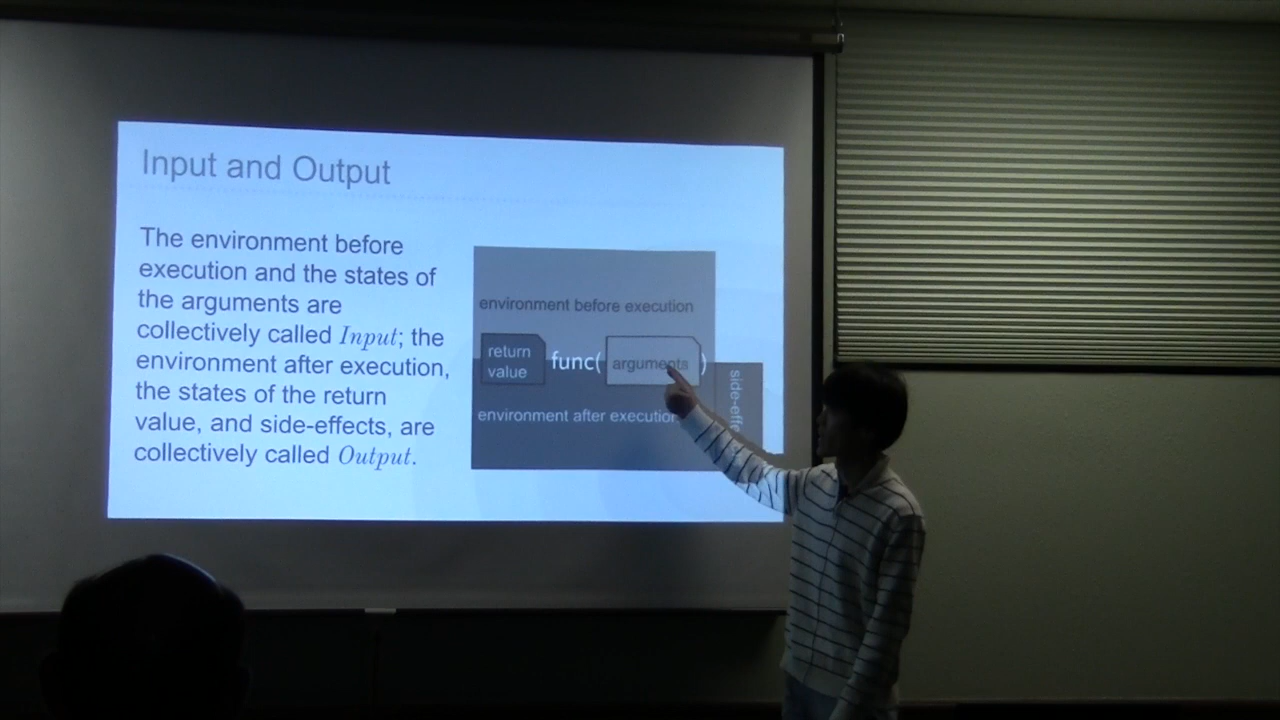 Input and Output
The environment before
execution and the states of
the arguments are
collectively called Input; the
environment after execution,
the states of the return
value, and side-effects, are
collectively called Output.
environment before execution
return
value
func( arguments )
environment after execution